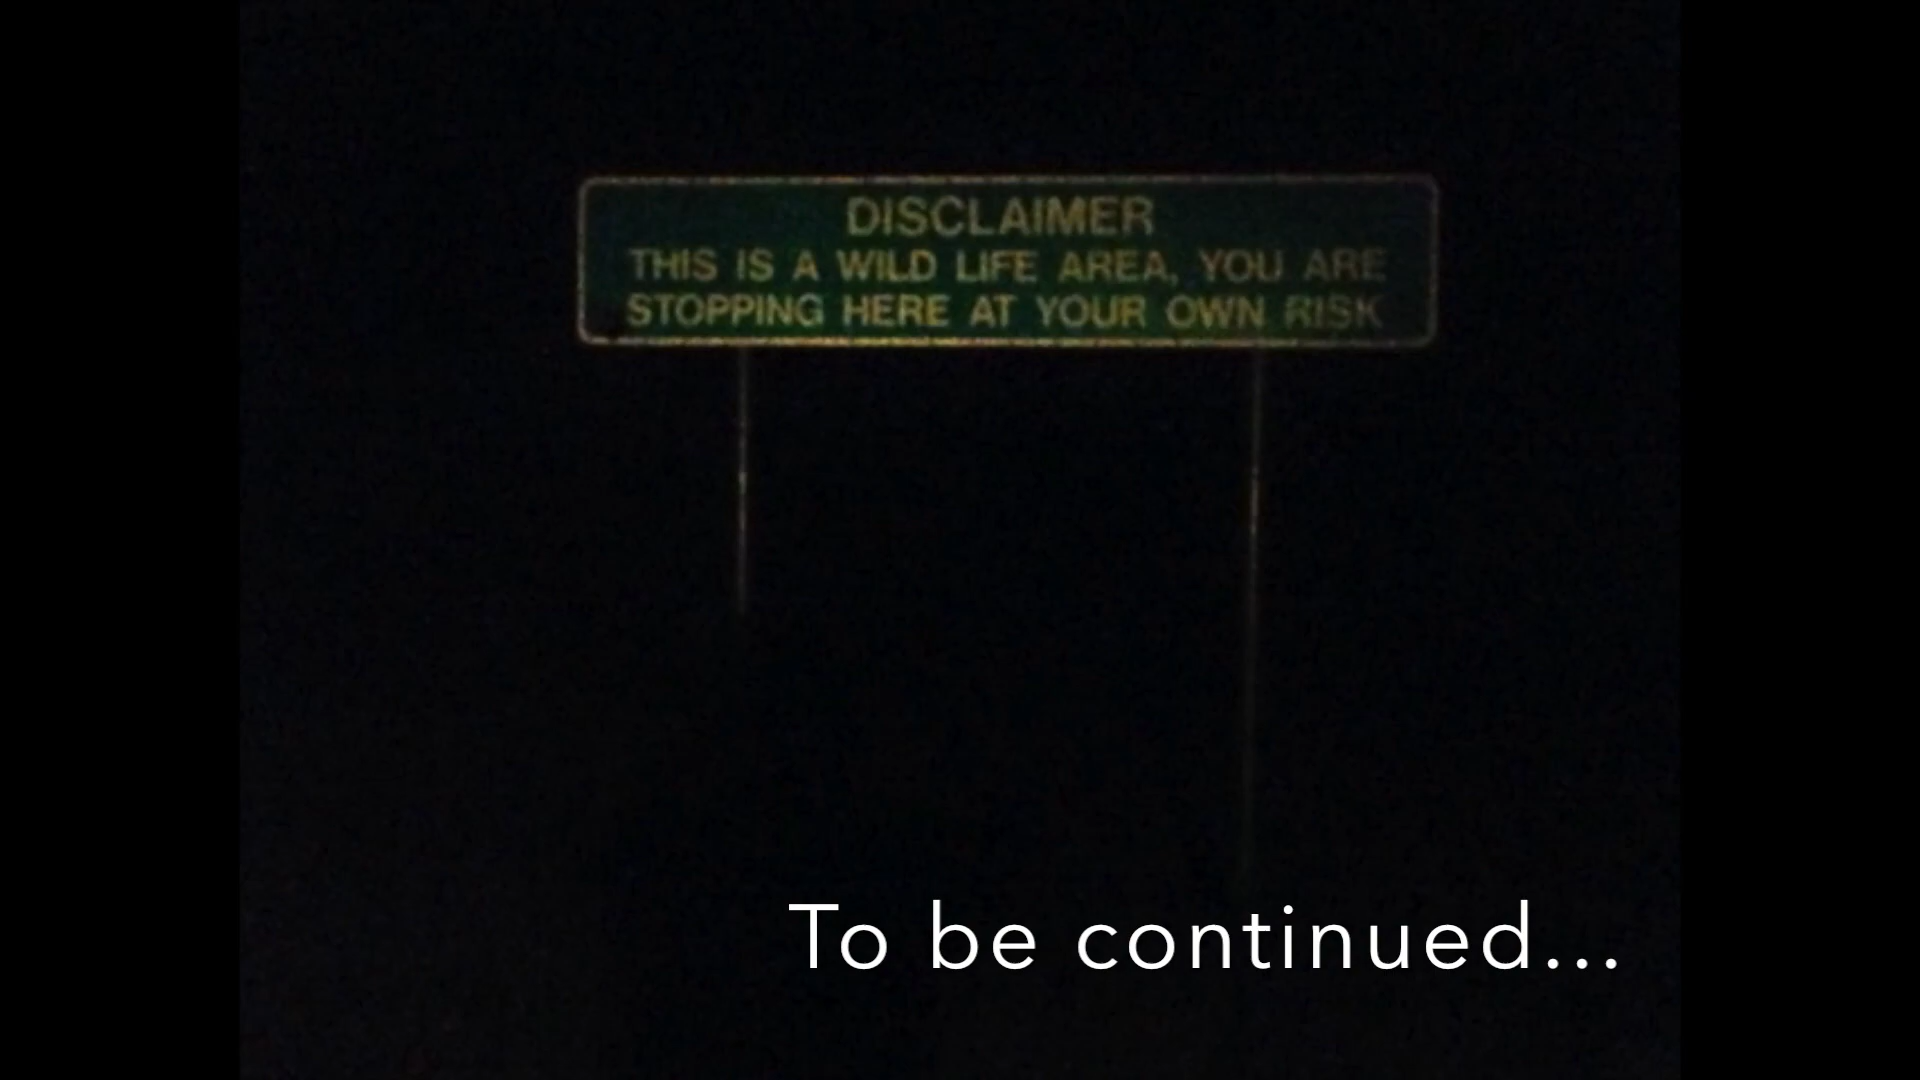 DISCLAIMER
THIS IS A WILD LIFE AREA, YOU ARE
STOPPING HERE AT YOUR OWN RISK
To be continued...